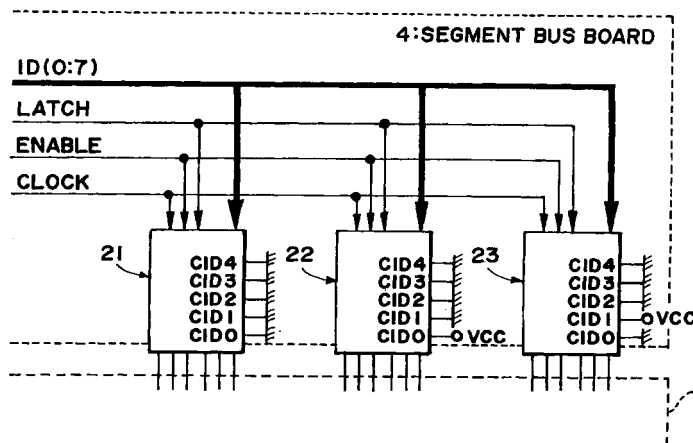 4:SEGMENT BUS BOARD
ID(0:7)
LATCH
ENABLE
CLOCK
21
CID4
CID3
CID2
CID1
CID0
22
CID4
CID3
CID2
CID1
CID0
VCC
23
CID4
CID3
CID2
CID1
VCC
CID0